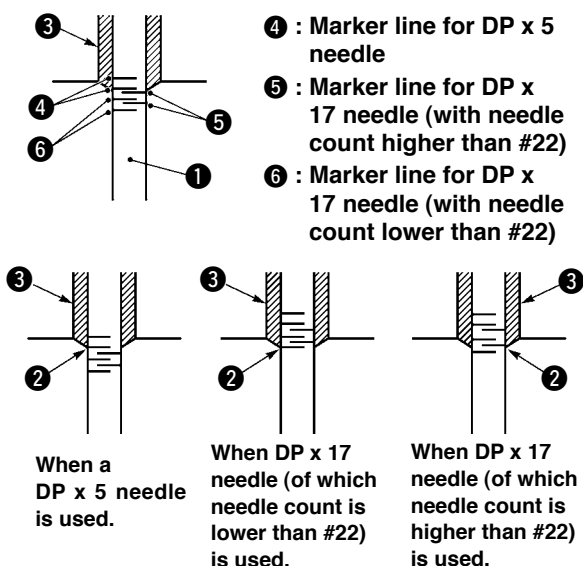 ❸
❹
❻
❺
❶
❹ : Marker line for DP x 5
needle
❺ : Marker line for DP x
17 needle (with needle
count higher than #22)
❻ : Marker line for DP x
17 needle (with needle
count lower than #22)
❸
❷
When a
DP x 5 needle
is used.
❸
❷
When DP x 17
needle (of which
needle count is
lower than #22)
is used.
❸
❷
When DP x 17
needle (of which
needle count is
higher than #22)
is used.